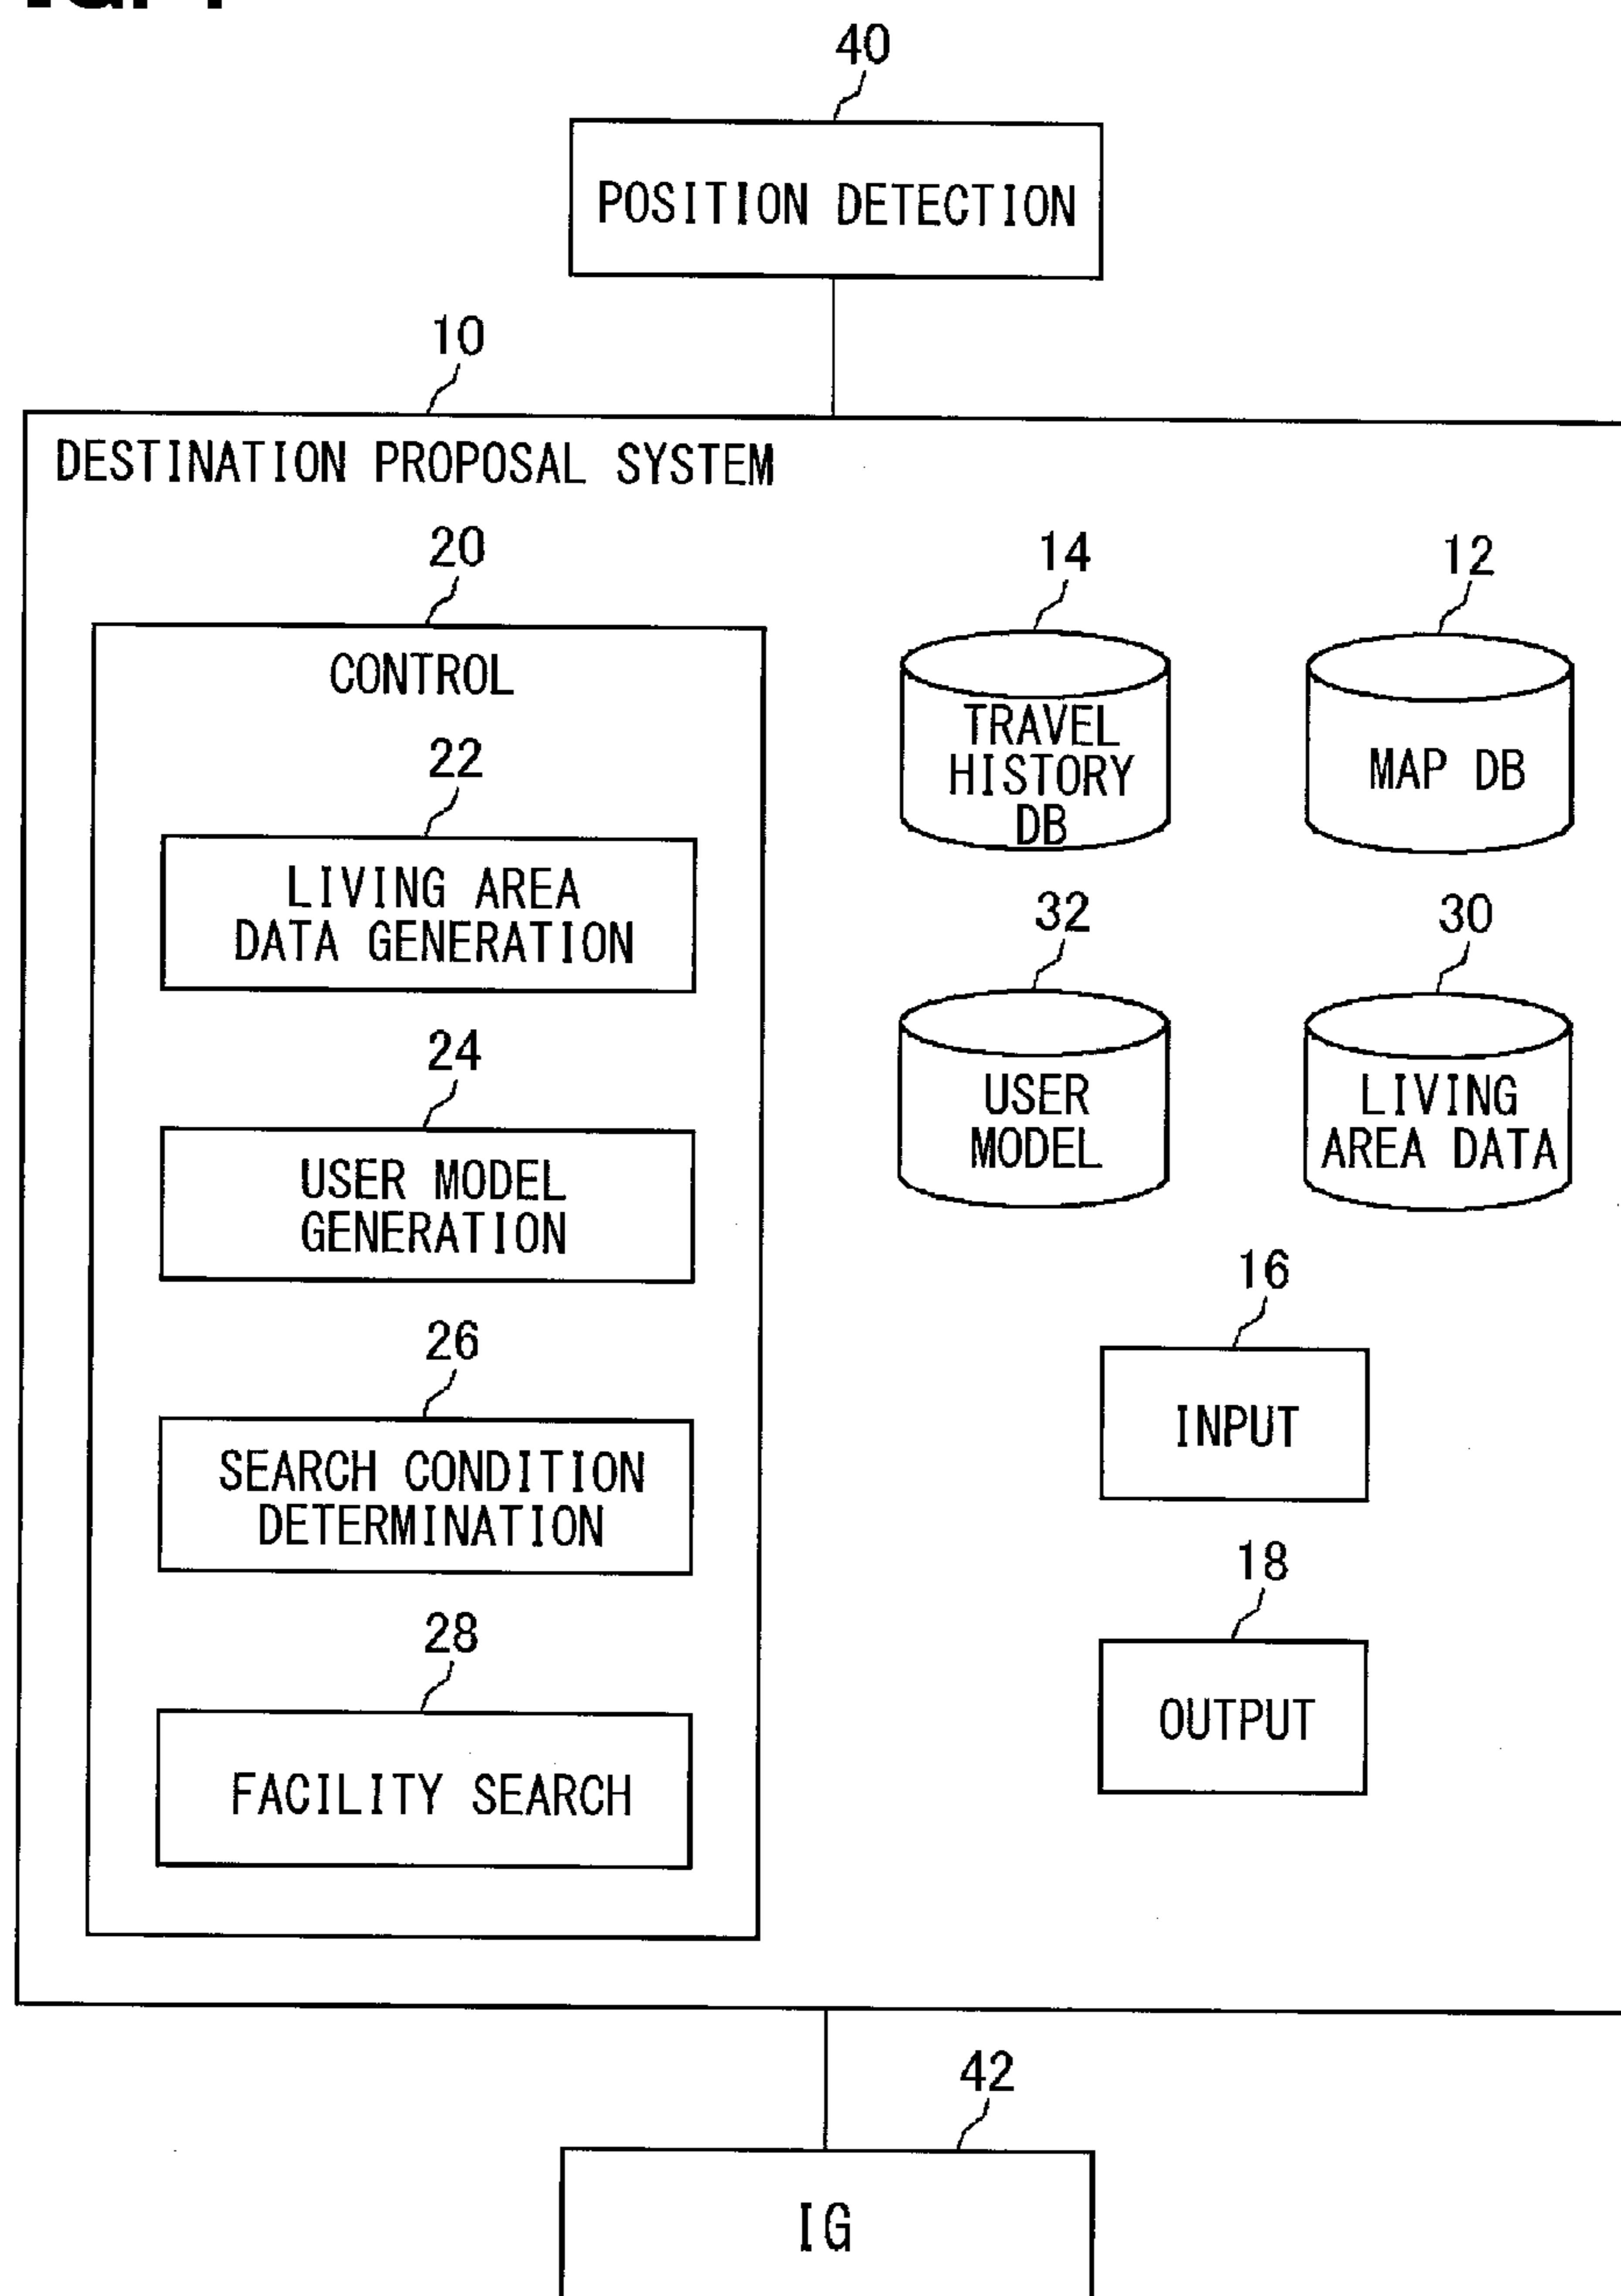 40
POSITION DETECTION
10
DESTINATION PROPOSAL SYSTEM
20
CONTROL
22
LIVING AREA
DATA GENERATION
24
USER MODEL
GENERATION
26
SEARCH CONDITION
DETERMINATION
28
FACILITY SEARCH
14
TRAVEL
HISTORY
DB
12
MAP DB
32
USER
MODEL
30
LIVING
AREA DATA
16
INPUT
18
OUTPUT
42
IG